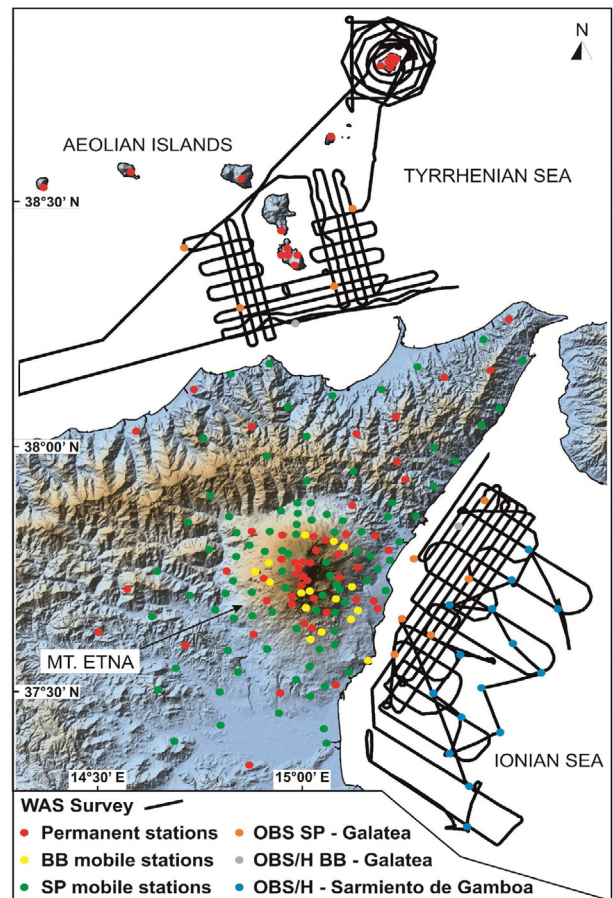 N
AEOLIAN ISLANDS
TYRRHENIAN SEA
38°30' N
38°00' N
MT. ETNA
37°30' N
IONIAN SEA
14°30' E
15°00' E
WAS Survey
Permanent stations
OBS SP - Galatea
BB mobile stations
OBS/H BB - Galatea
SP mobile stations
OBS/H - Sarmiento de Gamboa